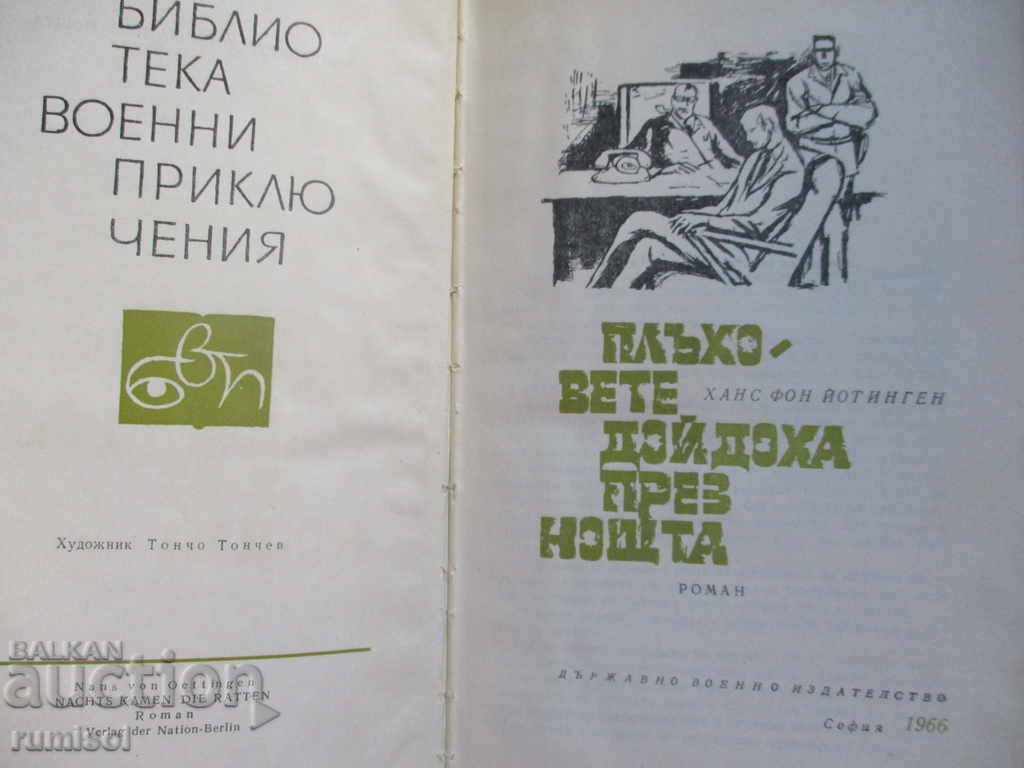 БИБЛИО
ТЕКА
ВОЕННИ
ПРИКЛЮ
ЧЕНИЯ
бвп
Художник Тончо Тончев
Hans von Oettingen
NACHTS KAMEN DIE RATTEN
Roman
Verlag der Nation-Berlin
BALKAN
auction
rumisol
ПЛЪХО-
ВЕТЕ
ХАНС ФОН ЙОТИНГЕН
ДОЙДОХА
ПРЕЗ
НОЩТА
РОМАН
ДЪРЖАВНО ВОЕННО ИЗДАТЕЛСТВО
София 1966